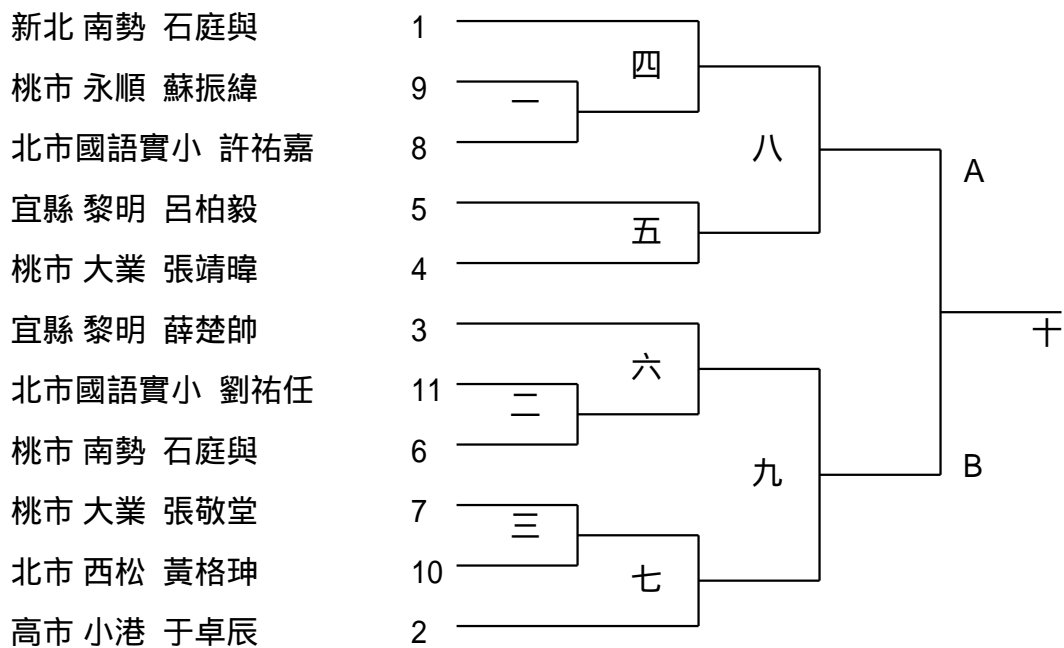 新北 南勢 石庭與 1
四
桃市 永順 蘇振緯 9
一
北市國語實小 許祐嘉 8
八
A
宜縣 黎明 呂柏毅 5
五
桃市 大業 張靖暐 4
宜縣 黎明 薛楚帥 3
十
六
北市國語實小 劉祐任 11
二
桃市 南勢 石庭與 6
九
B
桃市 大業 張敬堂 7
三
北市 西松 黃格珅 10
七
高市 小港 于卓辰 2